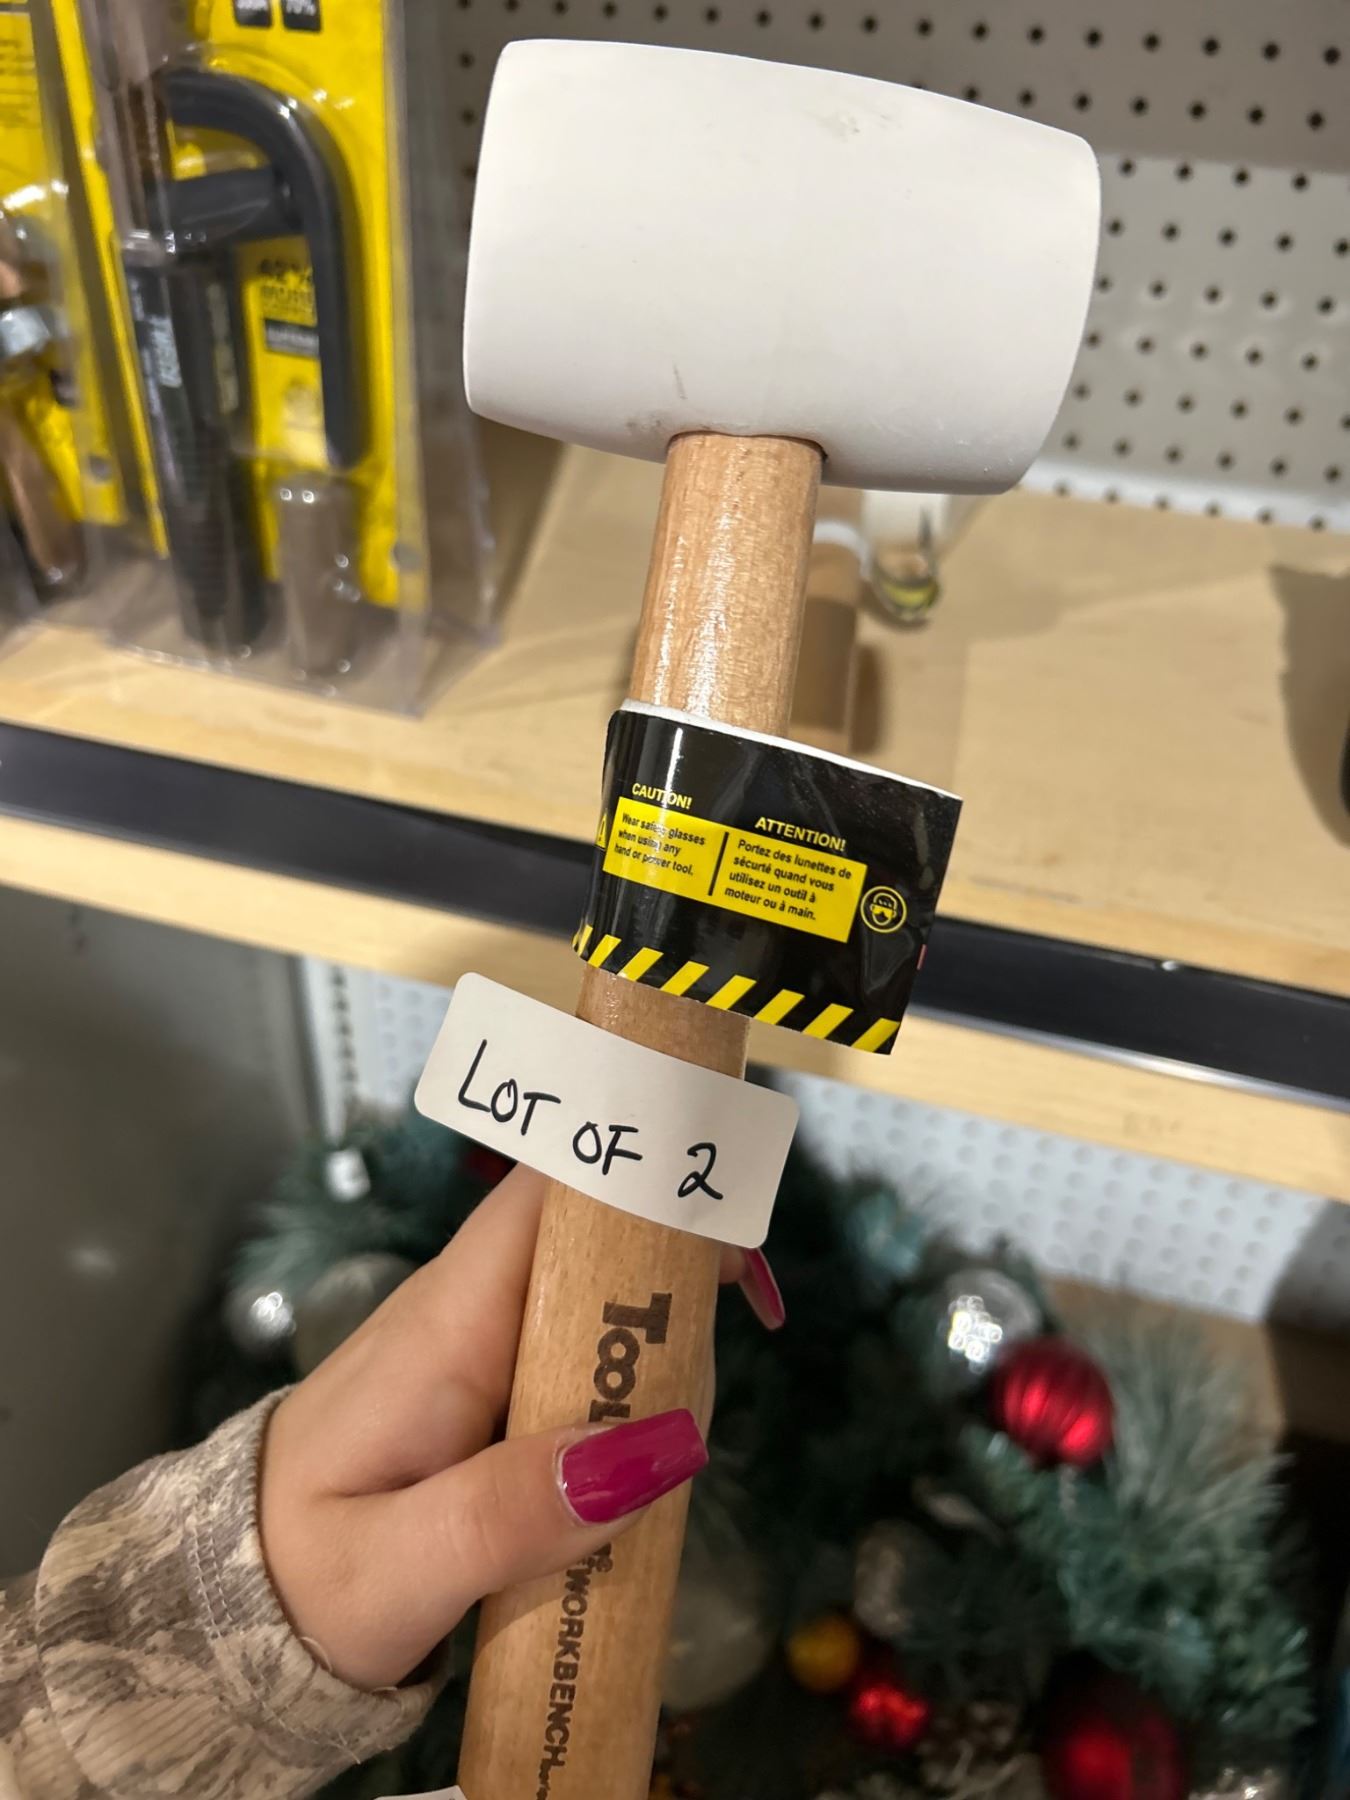 CAUTION!
Wear safety glasses
when using any
hand or power tool.
ATTENTION!
Portez des lunettes de
sécurté quand vous
utilisez un outil à
moteur ou à main.
LOT OF 2
WORKBENCH